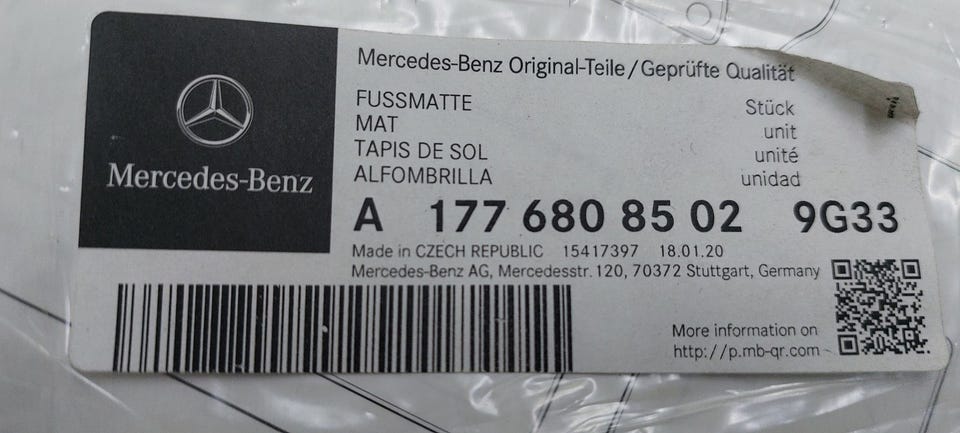 Mercedes-Benz
Mercedes-Benz Original-Teile/Geprüfte Qualität
FUSSMATTE Stück
MAT unit
TAPIS DE SOL unité
ALFOMBRILLA unidad
A 177 680 85 02 9G33
Made in CZECH REPUBLIC 15417397 18.01.20
Mercedes-Benz AG, Mercedesstr. 120, 70372 Stuttgart, Germany
More information on
http://p.mb-qr.com